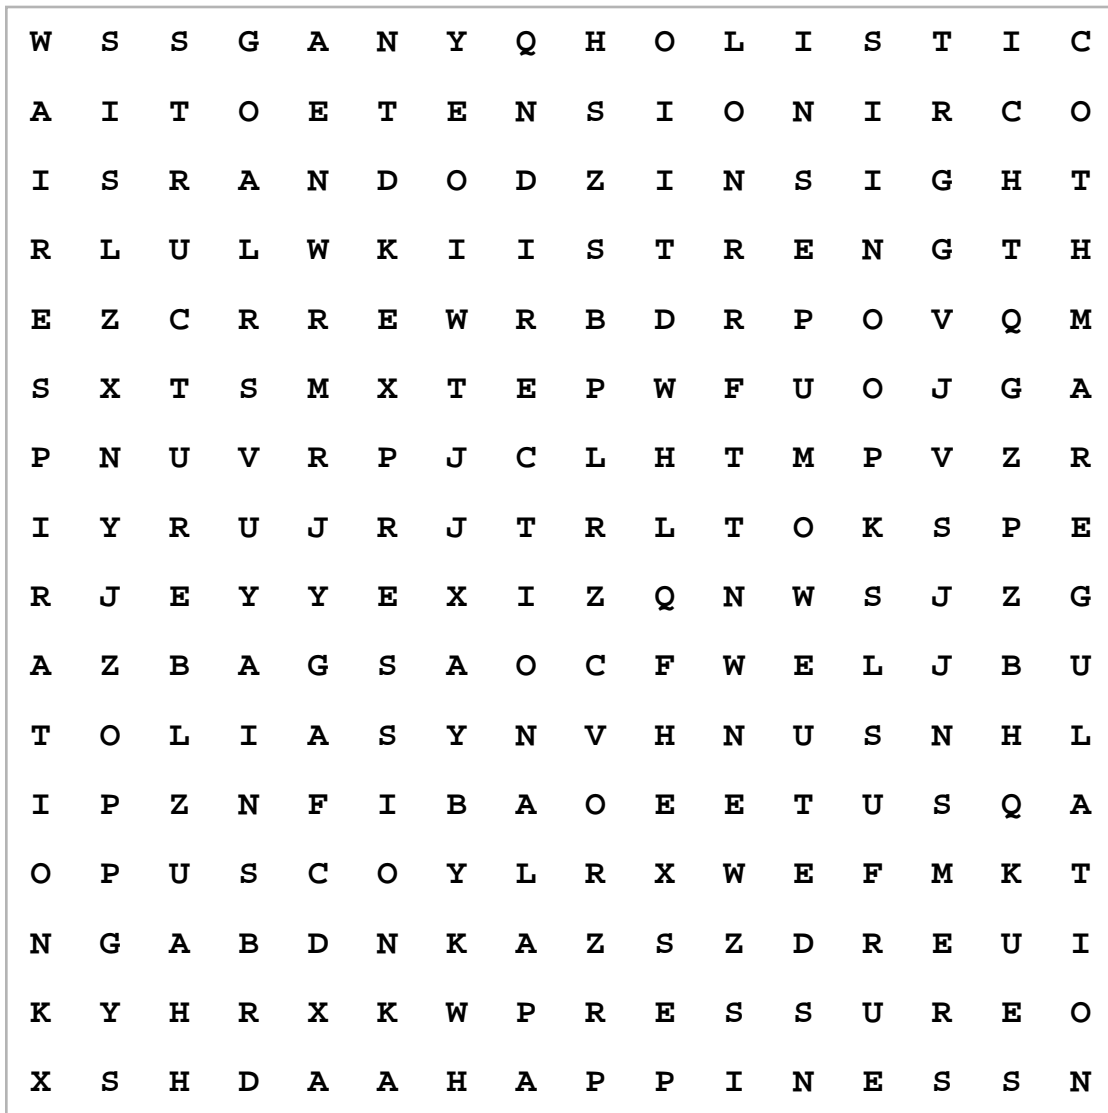 W S S G A N Y Q H O L I S T I C
A I T O E T E N S I O N I R C O
I S R A N D O D Z I N S I G H T
R L U L W K I I S T R E N G T H
E Z C R R E W R B D R P O V Q M
S X T S M X T E P W F U O J G A
P N U V R P J C L H T M P V Z R
I Y R U J R J T R L T O K S P E
R J E Y Y E X I Z Q N W S J Z G
A Z B A G S A O C F W E L J B U
T O L I A S Y N V H N U S N H L
I P Z N F I B A O E E T U S Q A
O P U S C O Y L R X W E F M K T
N G A B D N K A Z S Z D R E U I
K Y H R X K W P R E S S U R E O
X S H D A A H A P P I N E S S N